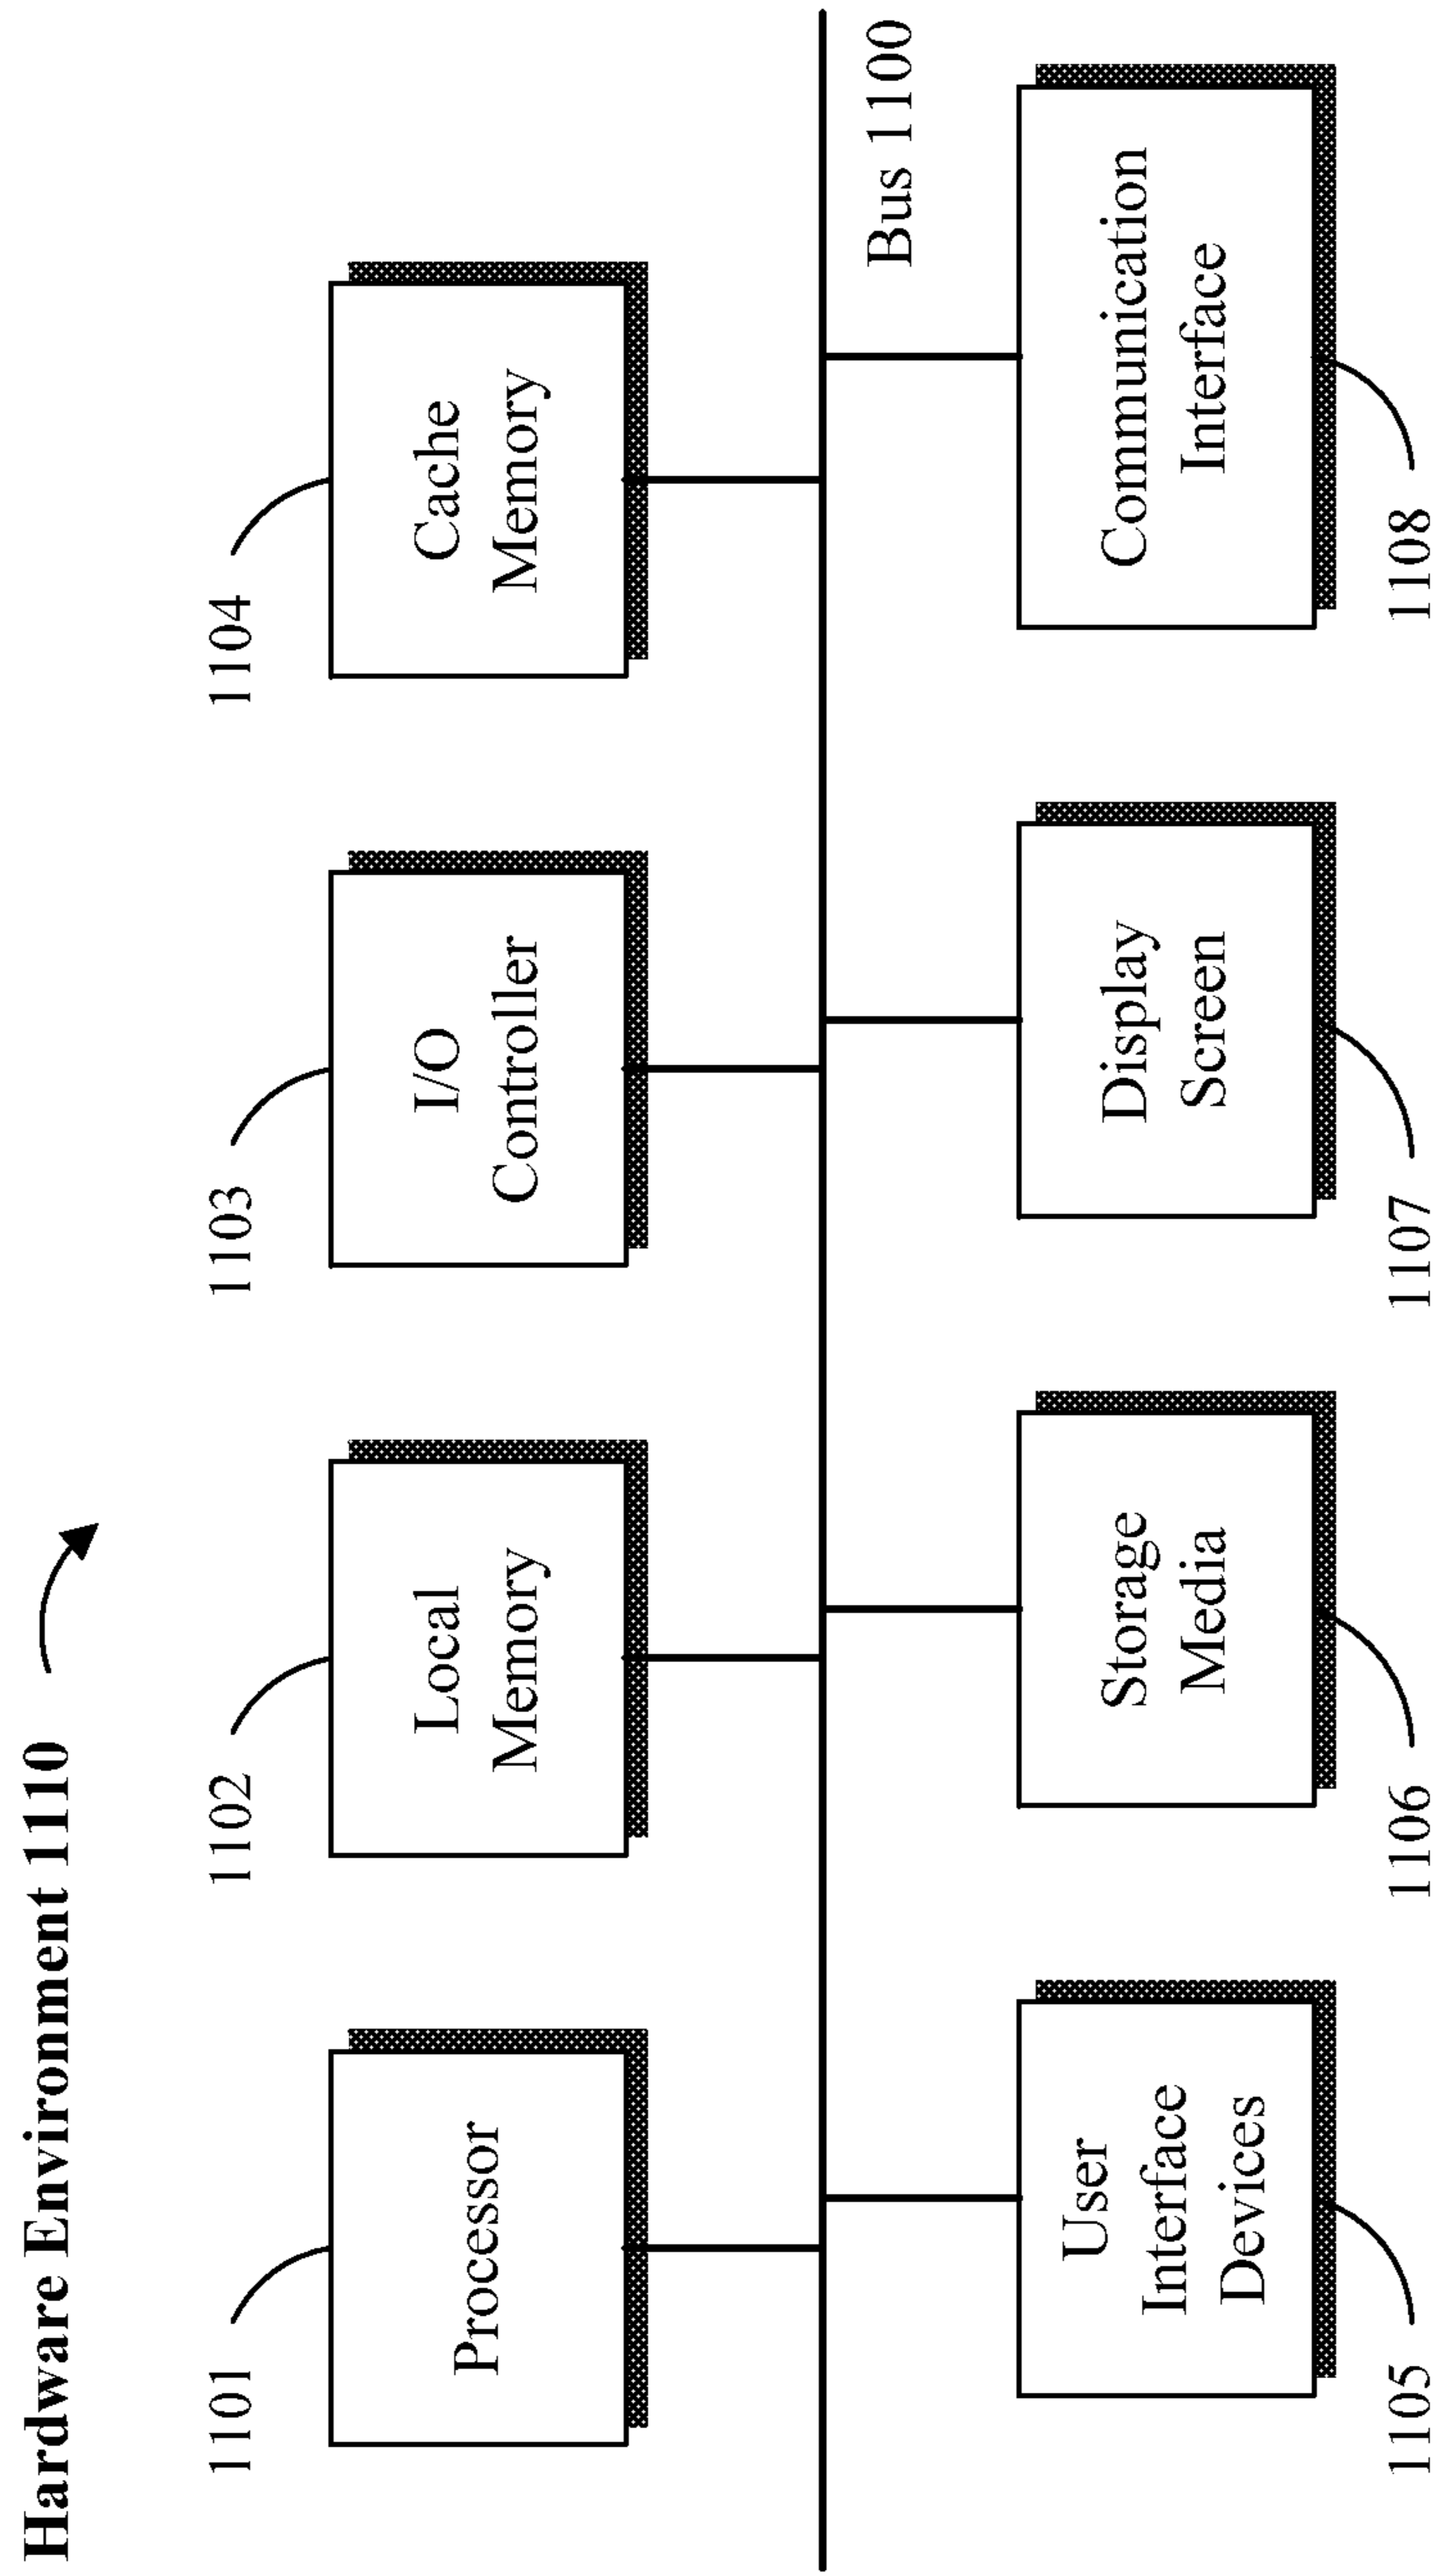 Hardware Environment 1110
1101
1102
1103
1104
Processor
Local
Memory
I/O
Controller
Cache
Memory
Bus 1100
User
Interface
Devices
Storage
Media
Display
Screen
Communication
Interface
1105
1106
1107
1108